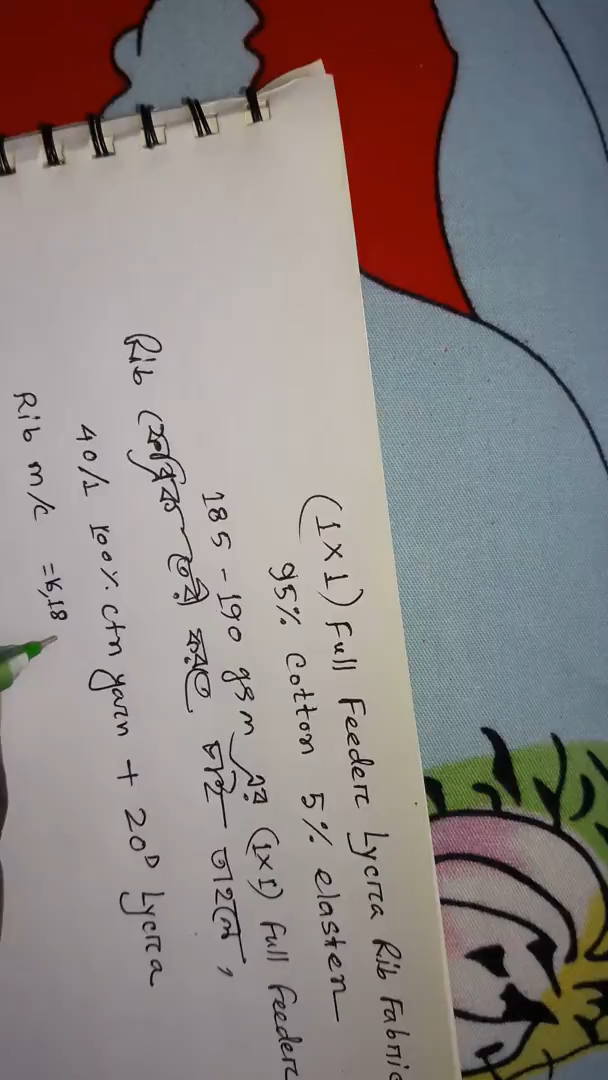 (1×1) Full Feeder Lycra Rib Fabric
95% Cotton 5% elasten
185-190 gsm এর (1×1) full feeder
Rib ফেব্রিক তৈরী করতে চাই তাহলে,
40/1 100% ctn yarn + 20D Lycra
Rib m/c = 18